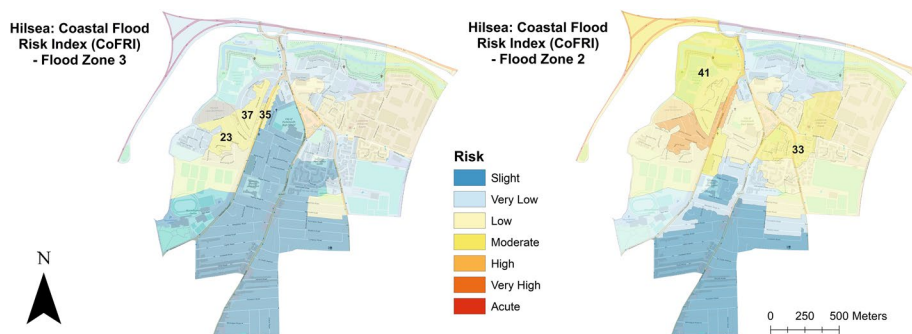 Hilsea: Coastal Flood
Risk Index (CoFRI)
- Flood Zone 3
37
35
23
N
Hilsea: Coastal Flood
Risk Index (CoFRI)
- Flood Zone 2
41
33
Risk
Slight
Very Low
Low
Moderate
High
Very High
Acute
0 250 500 Meters